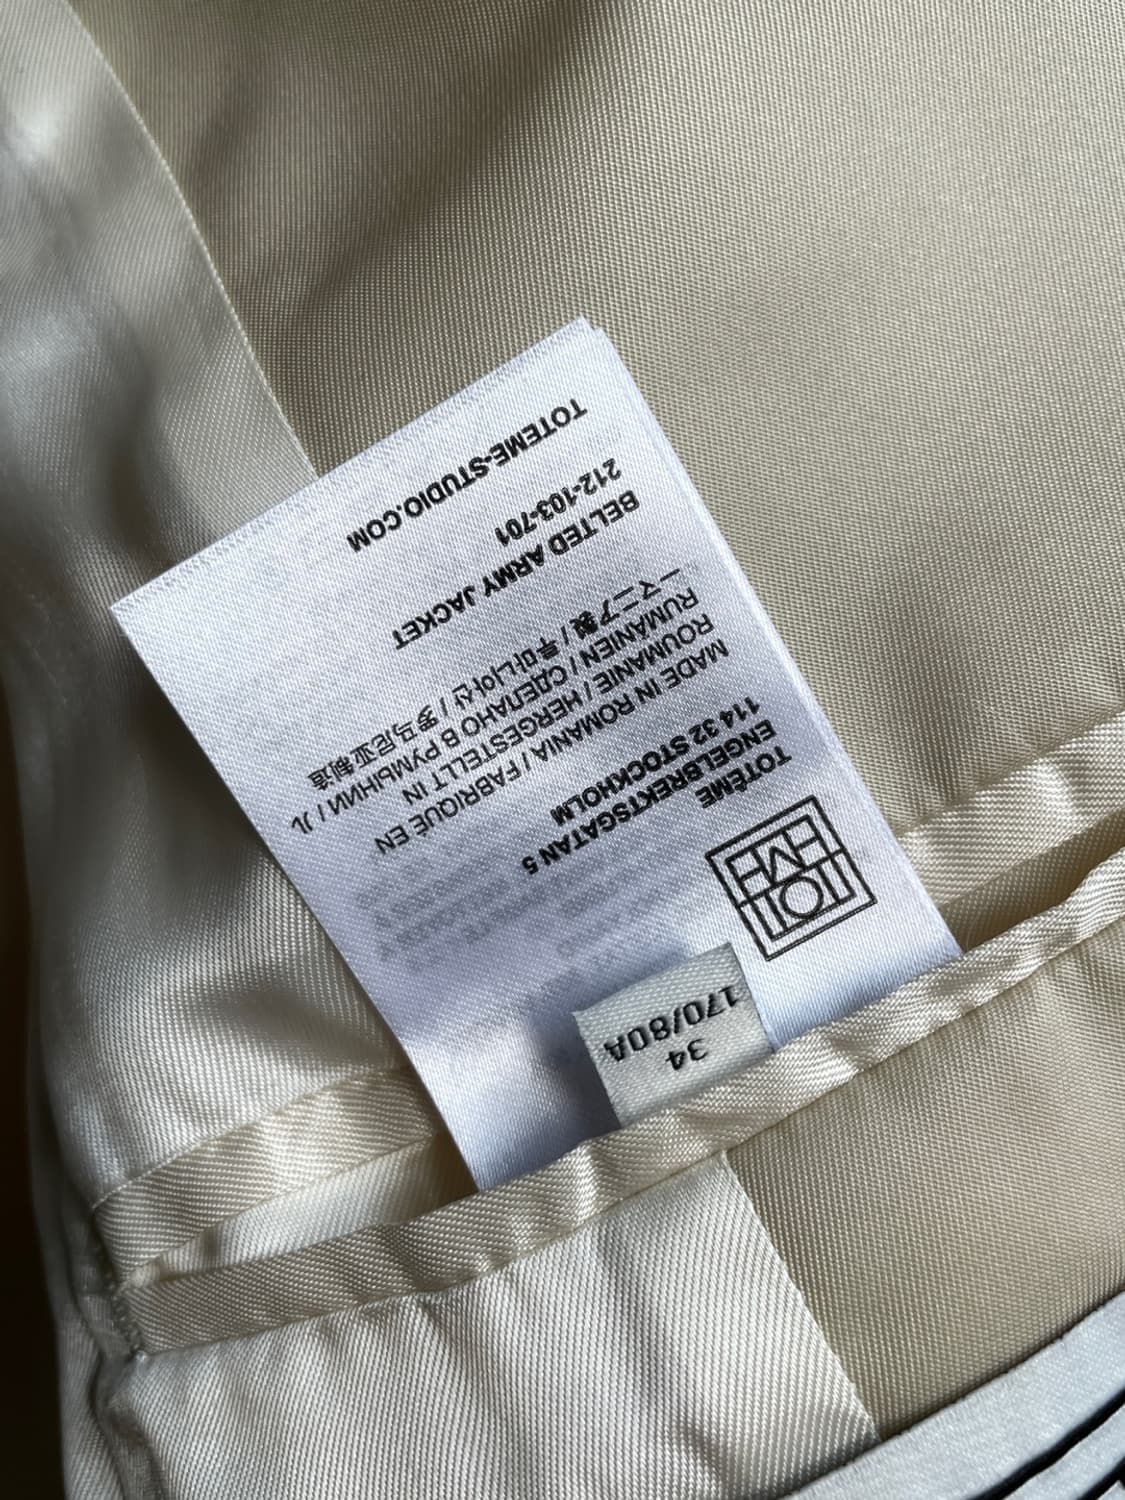 34
170/80A
TOTÊME
TOTÊME
ENGELBREKTSGATAN 5
114 32 STOCKHOLM
MADE IN ROMANIA / FABRIQUÉ EN
ROUMANIE / HERGESTELLT IN
RUMÄNIEN / СДЕЛАНО В РУМЫНИИ / ル
ーマニア製 / 루마니아산 / 罗马尼亚制造
BELTED ARMY JACKET
212-103-701
TOTEME-STUDIO.COM